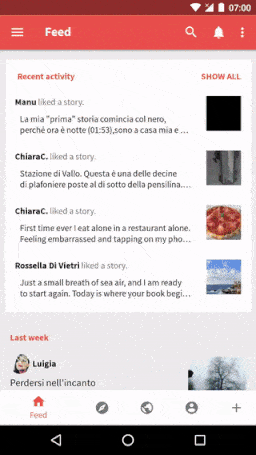 07:00
Feed
Recent activity SHOW ALL
Manu liked a story.
La mia "prima" storia comincia col nero,
perché ora è notte (01:53),sono a casa mia e ...
ChiaraC. liked a story.
Stazione di Vallo. Questa è una delle decine
di plafoniere poste al di sotto della pensilina....
ChiaraC. liked a story.
First time ever I eat alone in a restaurant alone.
Feeling embarrassed and tapping on my pho...
Rossella Di Vietri liked a story.
Just a small breath of sea air, and I am ready
to start again. Today is where your book begi...
Last week
Luigia
Perdersi nell'incanto
Feed